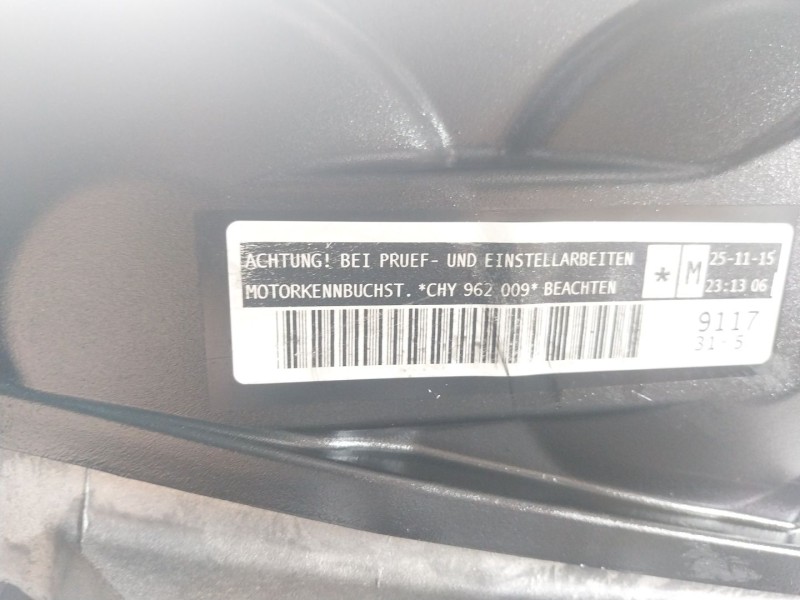 ACHTUNG! BEI PRUEF- UND EINSTELLARBEITEN
MOTORKENNBUCHST. *CHY 962 009* BEACHTEN
* M
25-11-15
23:13 06
9117
31-5